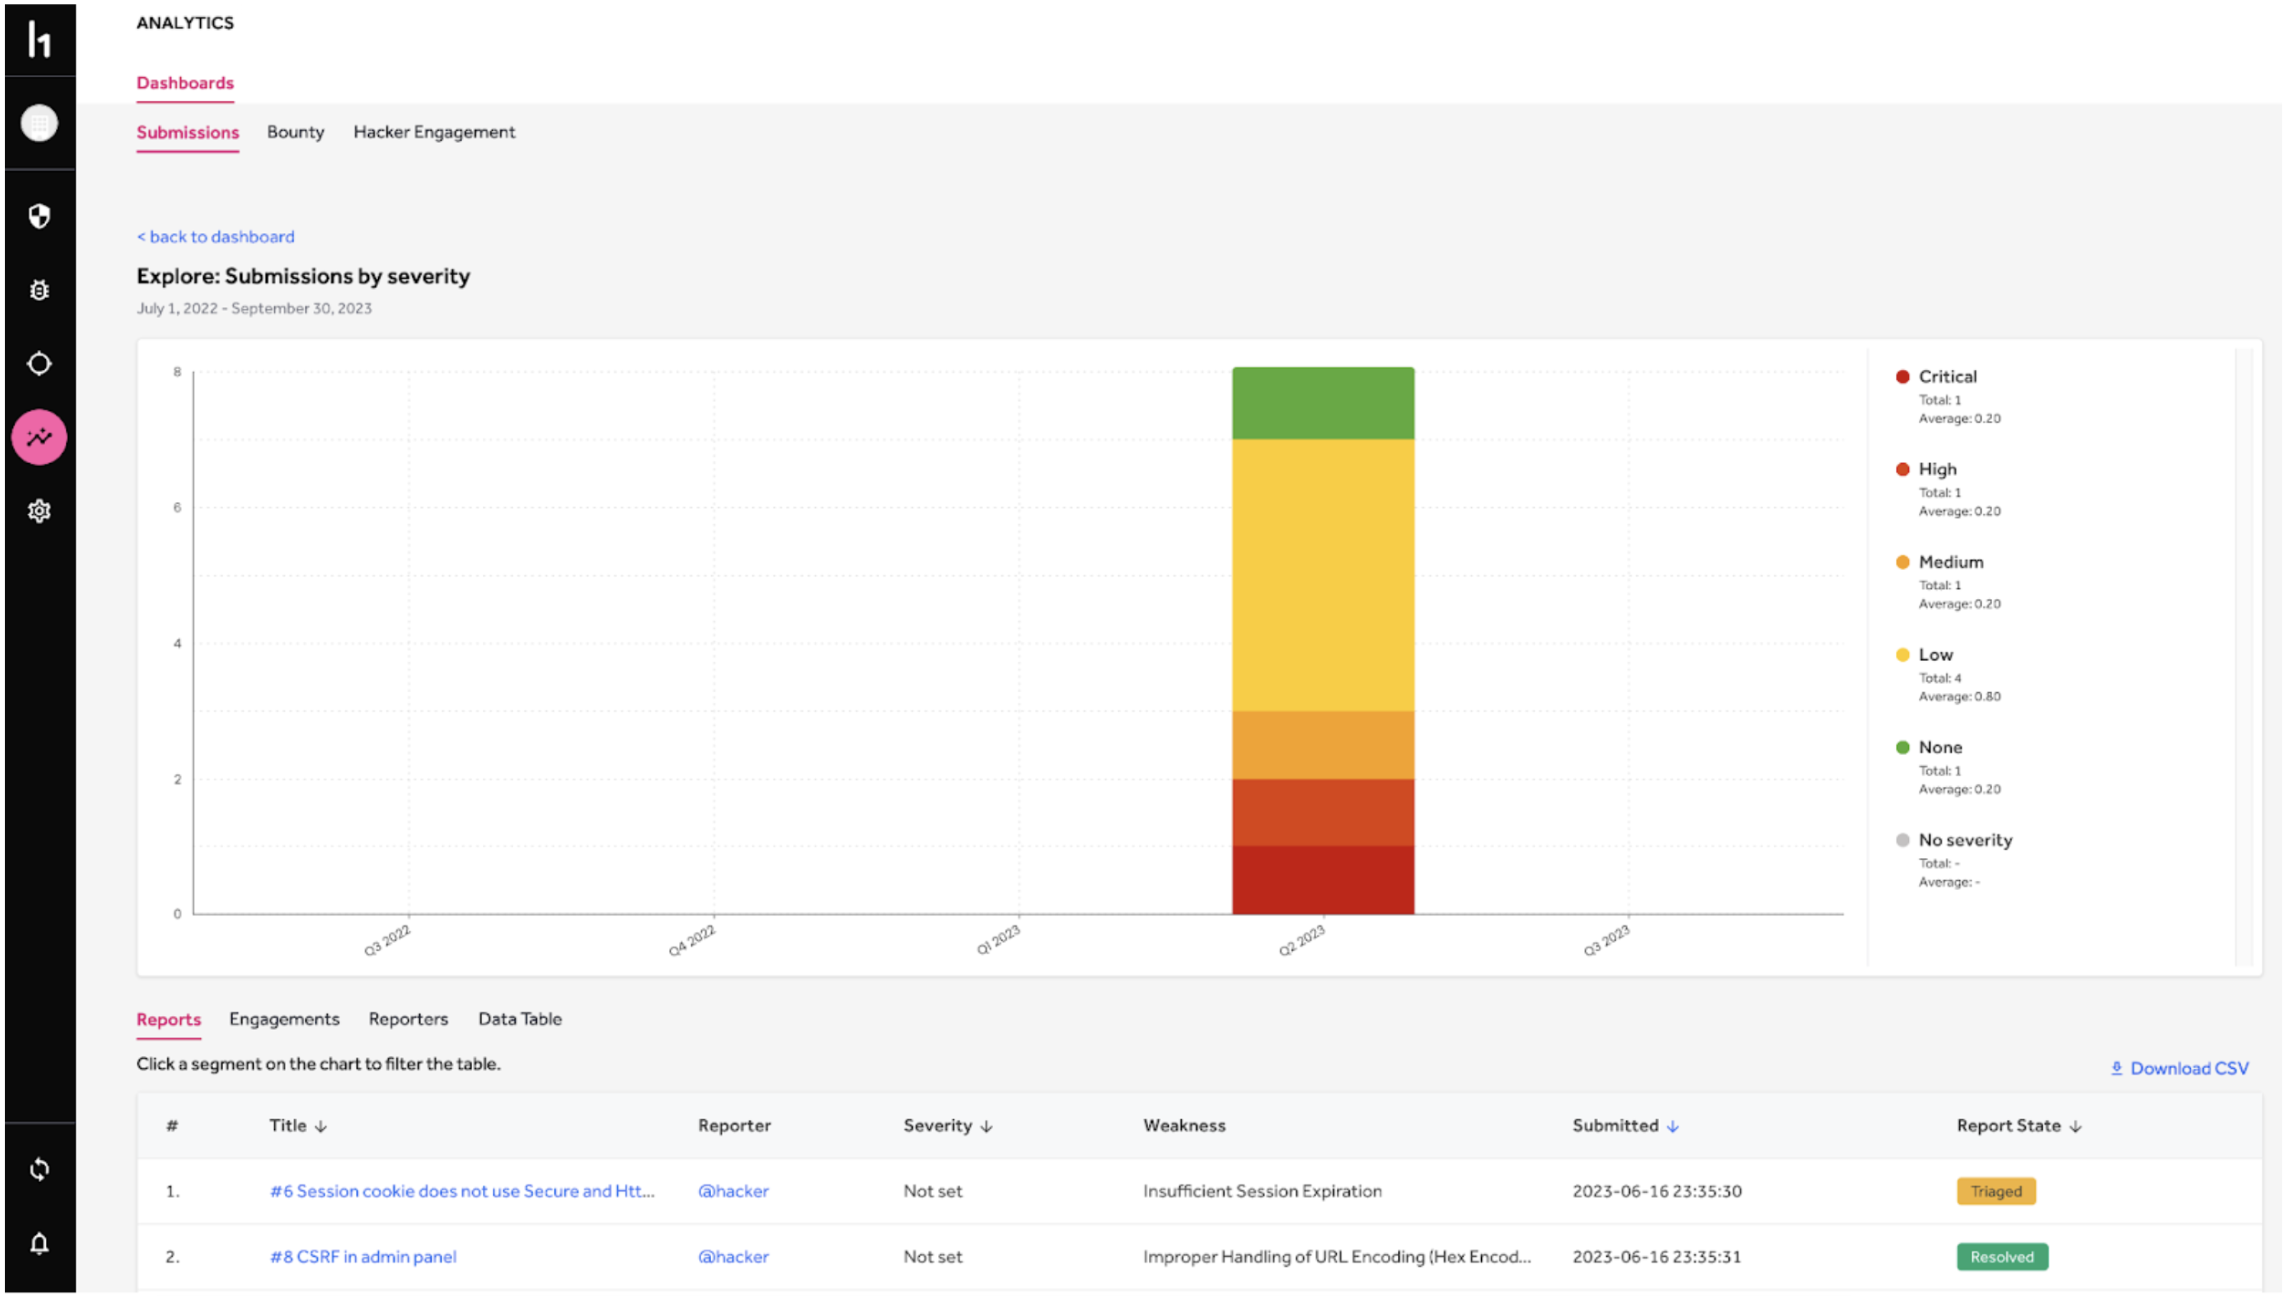 h1
ANALYTICS
Dashboards
Submissions Bounty Hacker Engagement
< back to dashboard
Explore: Submissions by severity
July 1, 2022 - September 30, 2023
8
6
4
2
0
Q3 2022 Q4 2022 Q1 2023 Q2 2023 Q3 2023
Critical
Total: 1
Average: 0.20
High
Total: 1
Average: 0.20
Medium
Total: 1
Average: 0.20
Low
Total: 4
Average: 0.80
None
Total: 1
Average: 0.20
No severity
Total: -
Average: -
Reports Engagements Reporters Data Table
Click a segment on the chart to filter the table.
Download CSV
# Title ↓ Reporter Severity ↓ Weakness Submitted ↓ Report State ↓
1. #6 Session cookie does not use Secure and Htt... @hacker Not set Insufficient Session Expiration 2023-06-16 23:35:30 Triaged
2. #8 CSRF in admin panel @hacker Not set Improper Handling of URL Encoding (Hex Encod... 2023-06-16 23:35:31 Resolved